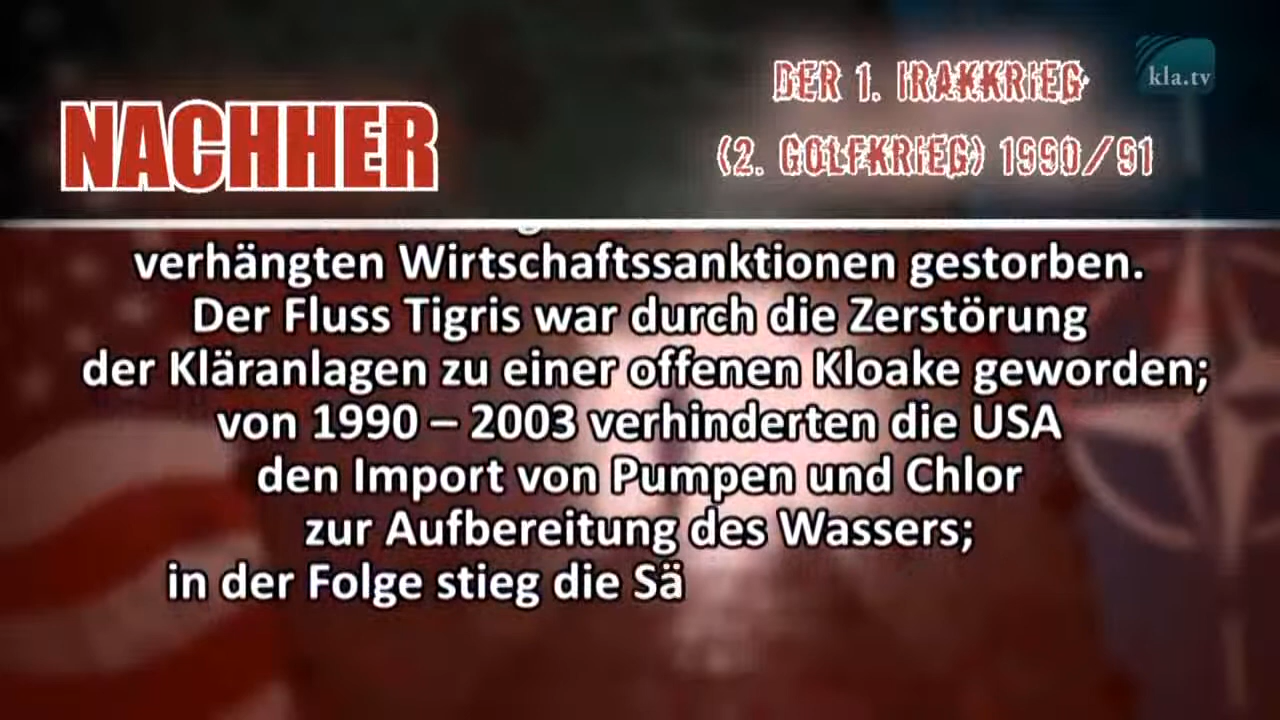 NACHHER
DER 1. IRAKKRIEG
(2. GOLFKRIEG) 1990/91
kla.tv
verhängten Wirtschaftssanktionen gestorben.
Der Fluss Tigris war durch die Zerstörung
der Kläranlagen zu einer offenen Kloake geworden;
von 1990 – 2003 verhinderten die USA
den Import von Pumpen und Chlor
zur Aufbereitung des Wassers;
in der Folge stieg die Sä